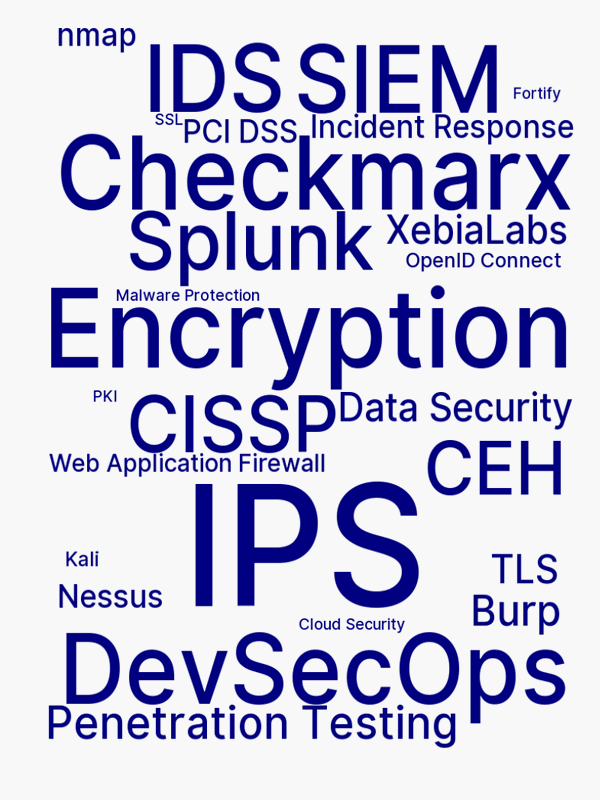 nmap
IDS SIEM
Fortify
SSL
PCI DSS
Incident Response
Checkmarx
Splunk
XebiaLabs
OpenID Connect
Malware Protection
Encryption
PKI
CISSP
Data Security
Web Application Firewall
CEH
IPS
Kali
TLS
Nessus
Burp
Cloud Security
DevSecOps
Penetration Testing